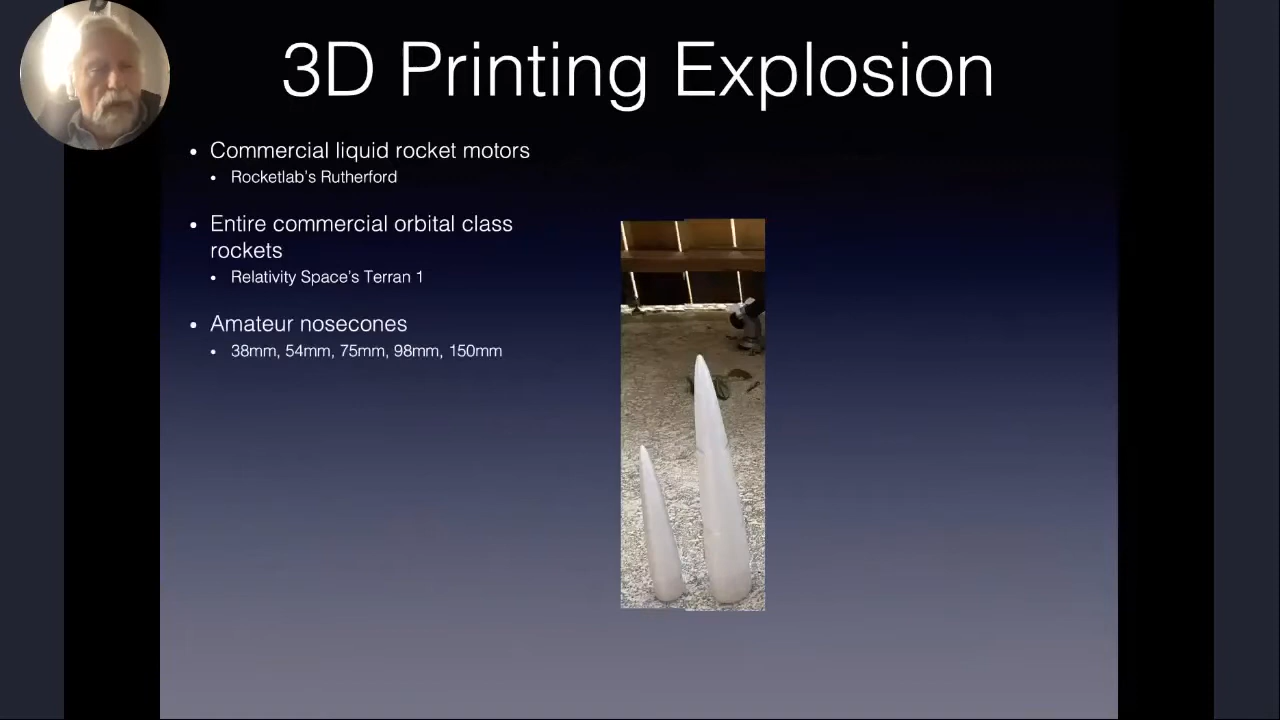 3D Printing Explosion
• Commercial liquid rocket motors
• Rocketlab's Rutherford
• Entire commercial orbital class
rockets
• Relativity Space's Terran 1
• Amateur nosecones
• 38mm, 54mm, 75mm, 98mm, 150mm